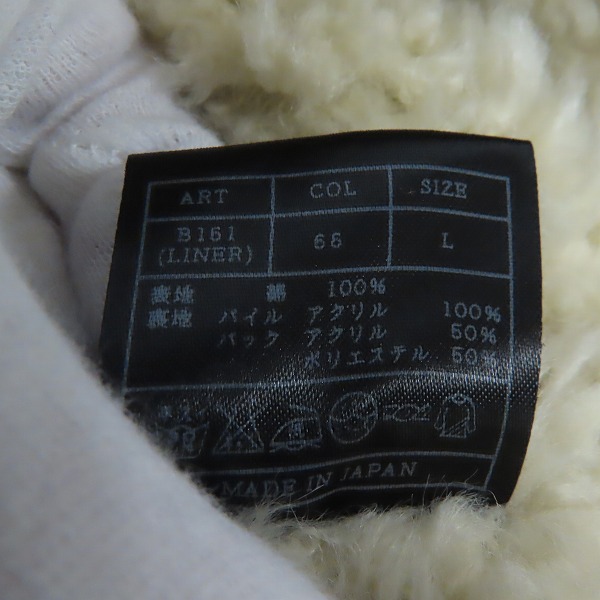 ART COL SIZE
B161 66 L
(LINER)
表地 綿 100%
裏地 パイル アクリル 100%
バック アクリル 50%
ポリエステル 50%
MADE IN JAPAN